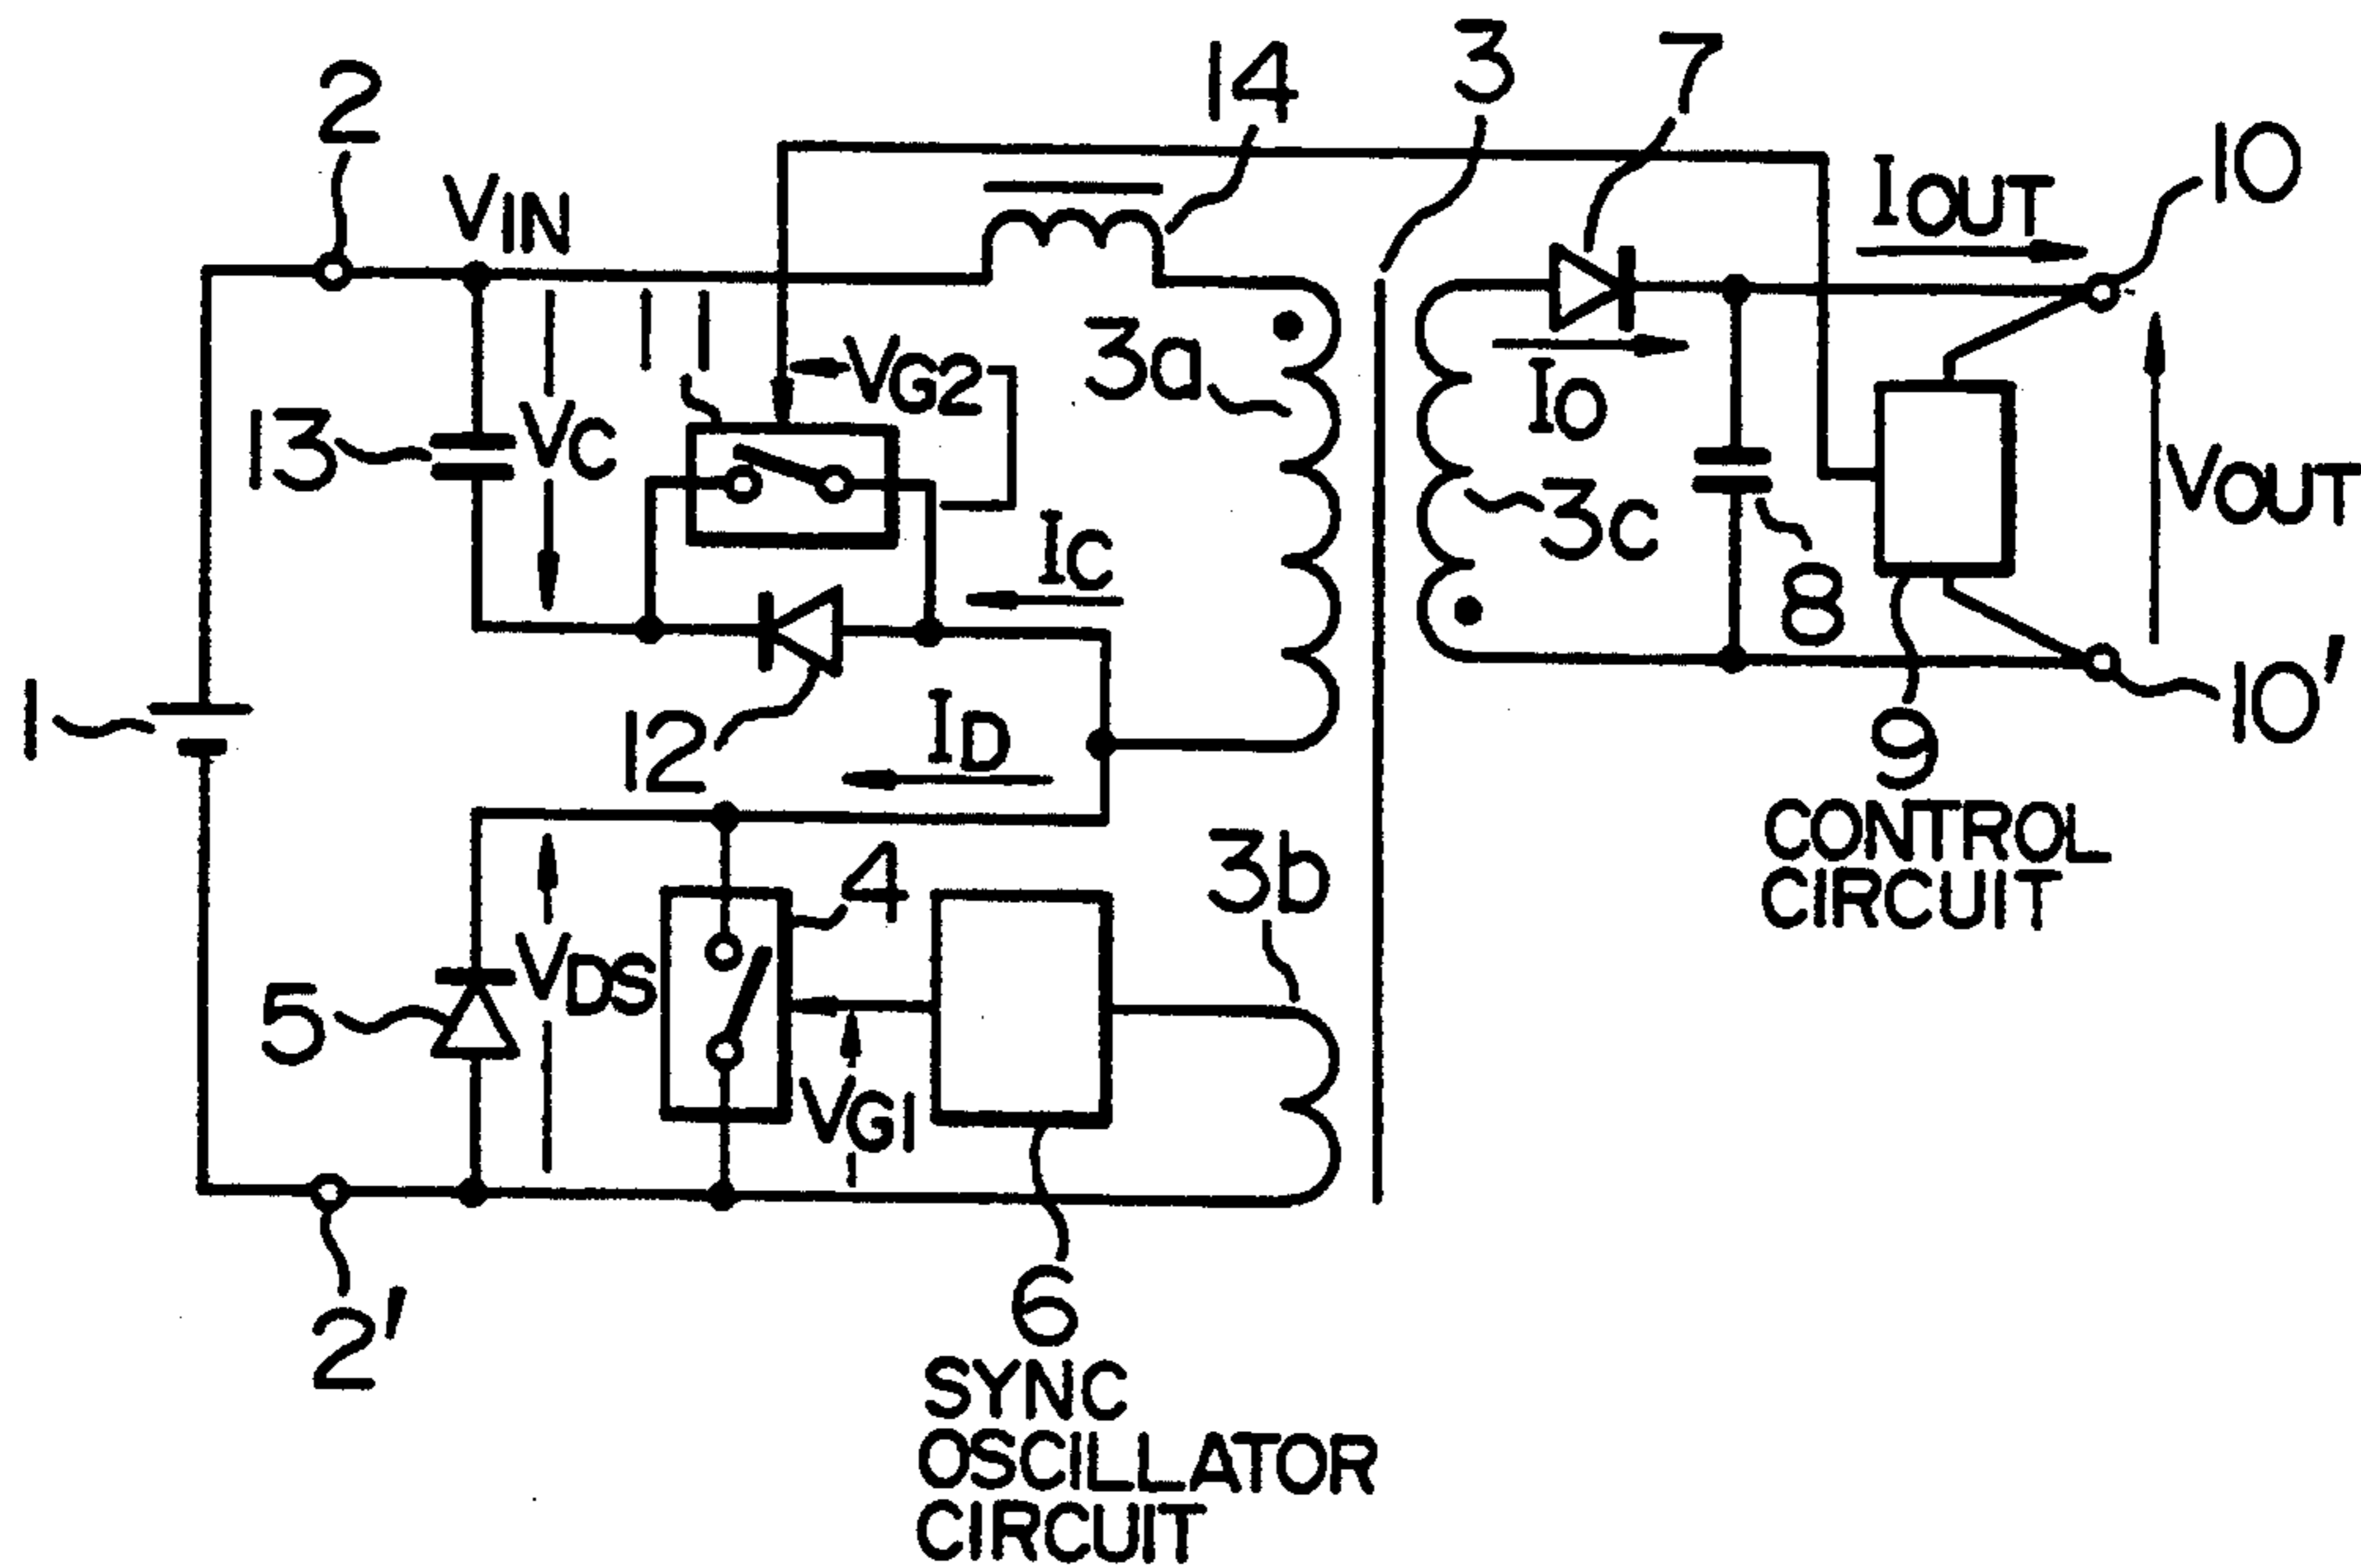 14
3
7
2
10
VIN
IOUT
VG2
3a
11
IO
13
VC
VOUT
3c
IC
8
1
12
ID
10'
9
CONTROL
CIRCUIT
4
3b
5
VDS
VG1
6
2'
SYNC
OSCILLATOR
CIRCUIT